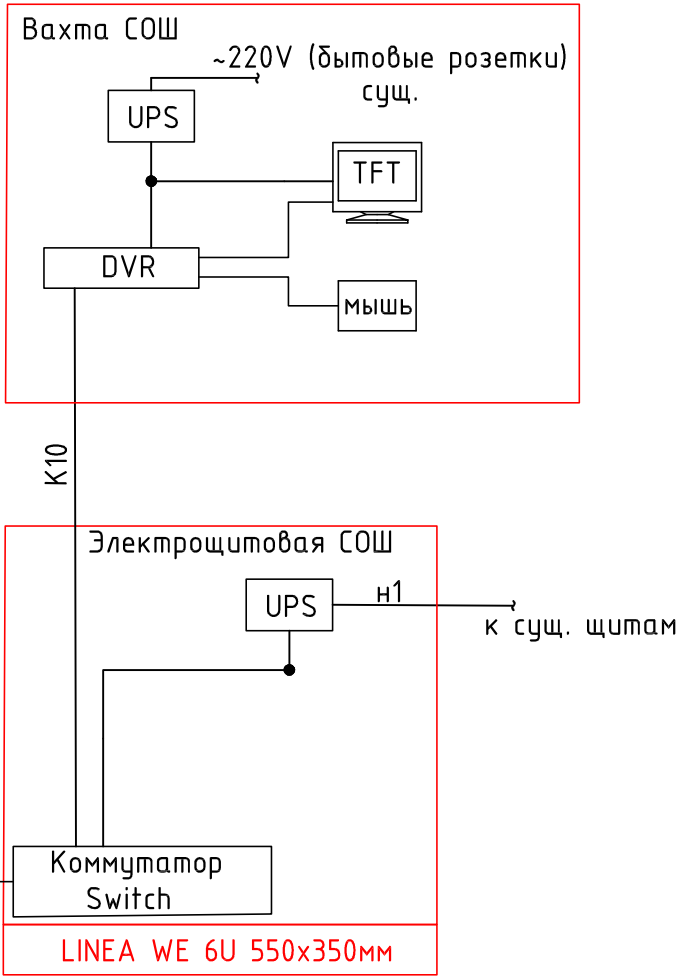 Вахта СОШ
~220V (бытовые розетки)
сущ.
UPS
TFT
DVR
мышь
К10
Электрощитовая СОШ
UPS
н1
к сущ. щитам
Коммутатор
Switch
LINEA WE 6U 550x350мм